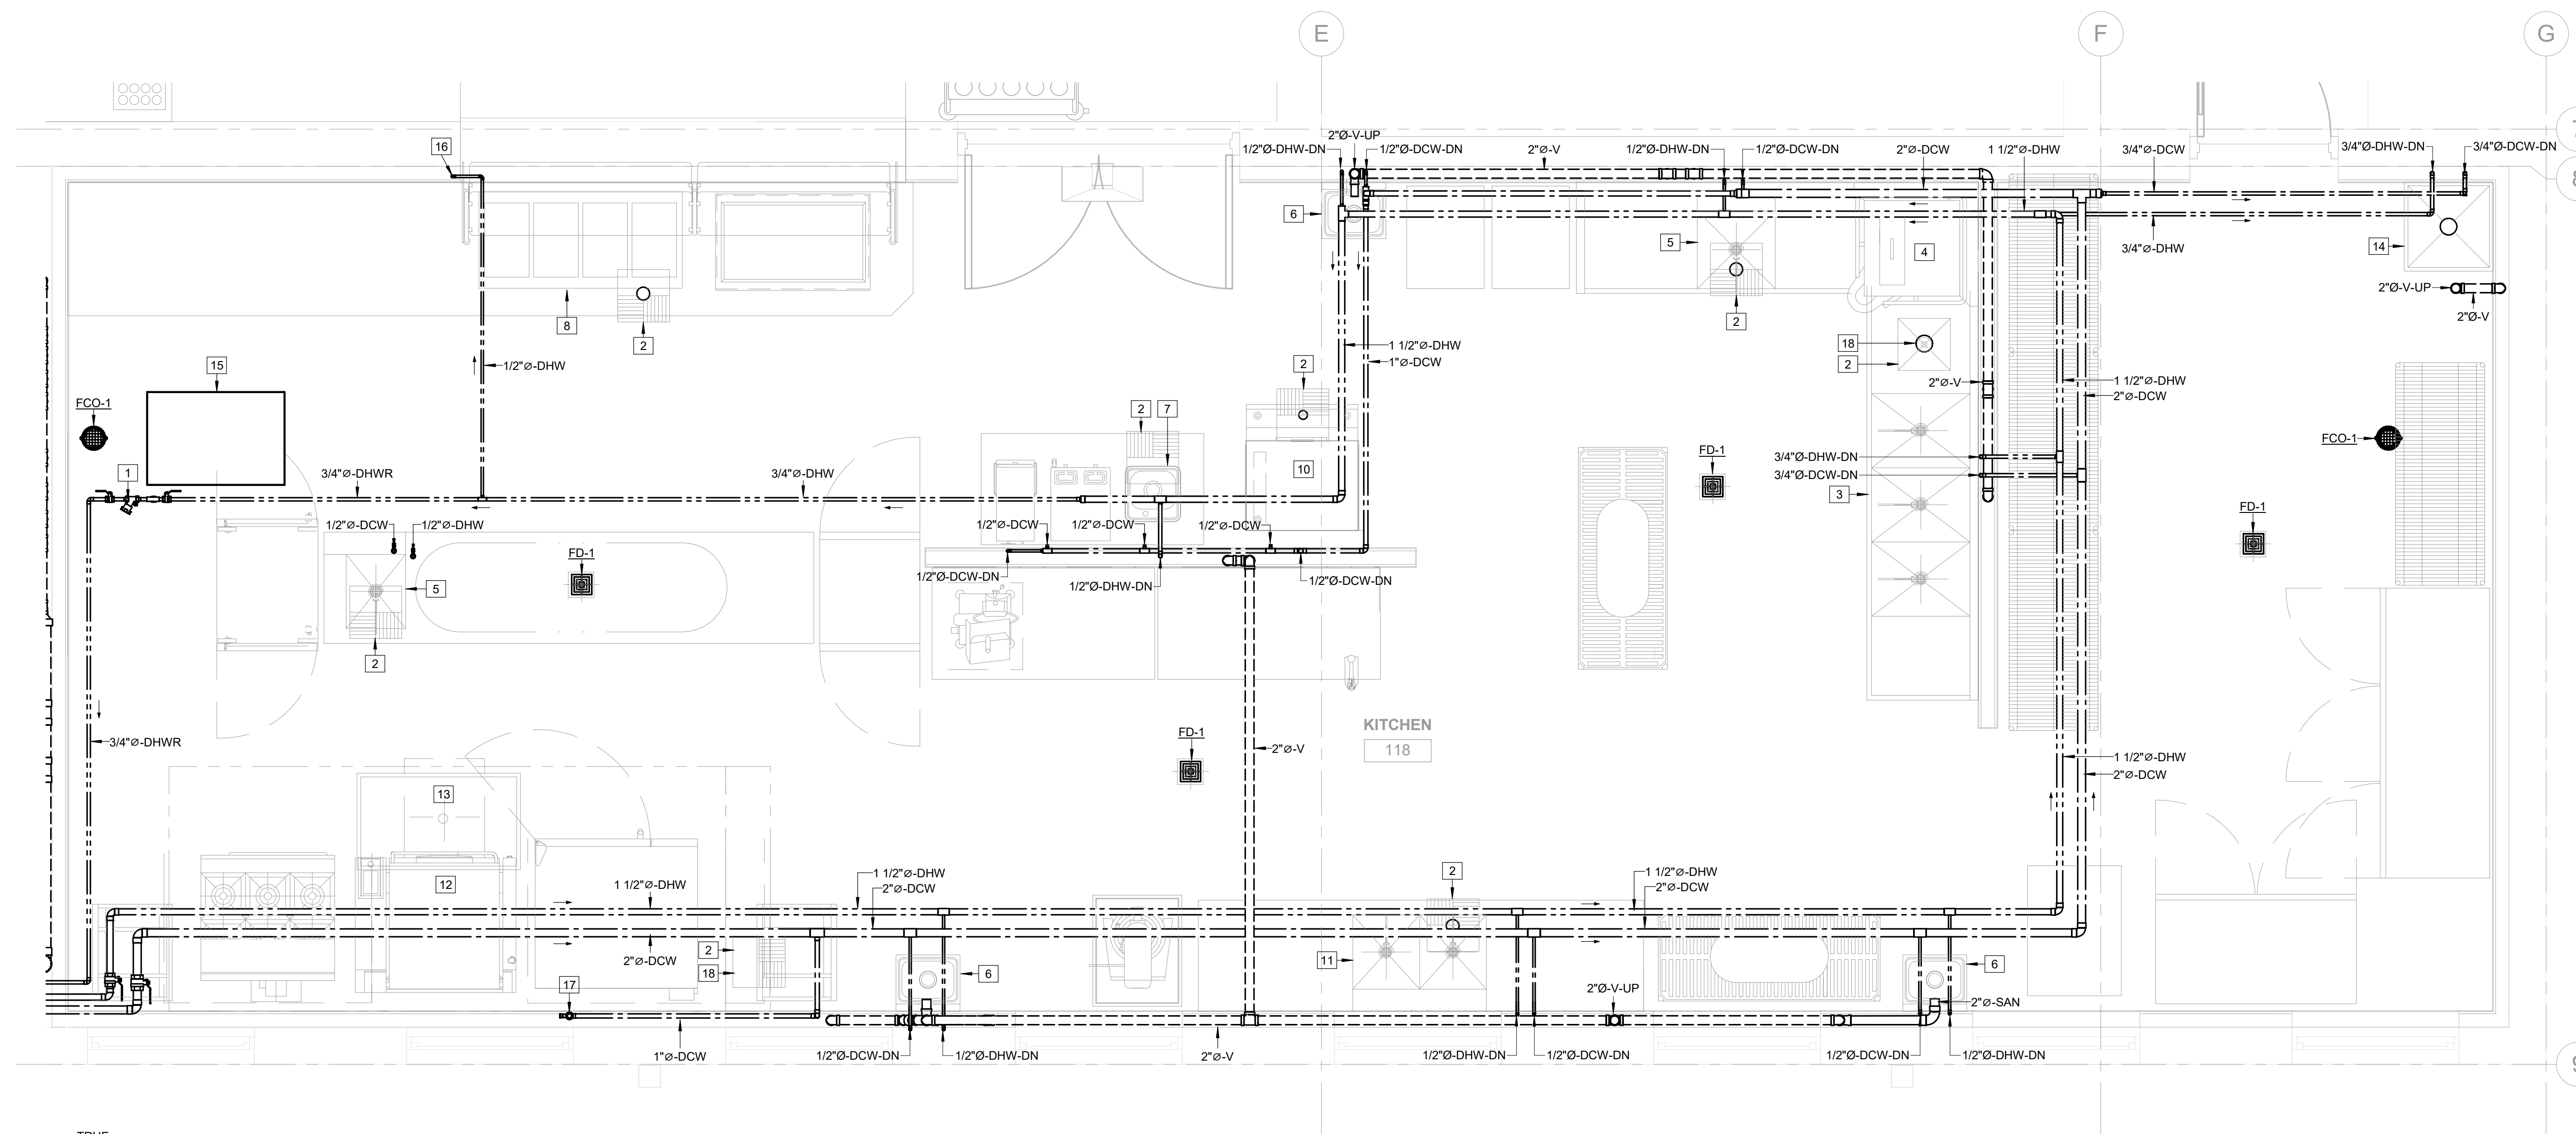 E
F
G
16
2"Ø-V-UP
1/2"Ø-DHW-DN
1/2"Ø-DCW-DN
2"Ø-V
1/2"Ø-DHW-DN
1/2"Ø-DCW-DN
2"Ø-DCW
1 1/2"Ø-DHW
3/4"Ø-DCW
3/4"Ø-DHW-DN
3/4"Ø-DCW-DN
6
5
4
14
3/4"Ø-DHW
2"Ø-V-UP
2"Ø-V
8
2
2
18
2
1 1/2"Ø-DHW
1"Ø-DCW
15
1/2"Ø-DHW
2
2"Ø-V
1 1/2"Ø-DHW
2"Ø-DCW
FCO-1
2
7
FCO-1
1
3/4"Ø-DHWR
3/4"Ø-DHW
10
FD-1
3/4"Ø-DHW-DN
3/4"Ø-DCW-DN
3
FD-1
1/2"Ø-DCW
1/2"Ø-DHW
1/2"Ø-DCW
1/2"Ø-DCW
1/2"Ø-DCW
FD-1
5
1/2"Ø-DCW-DN
1/2"Ø-DHW-DN
1/2"Ø-DCW-DN
2
3/4"Ø-DHWR
FD-1
2"Ø-V
KITCHEN
118
1 1/2"Ø-DHW
2"Ø-DCW
13
12
1 1/2"Ø-DHW
1 1/2"Ø-DHW
2"Ø-DCW
2
1 1/2"Ø-DHW
2"Ø-DCW
2"Ø-DCW
2
18
6
11
6
17
2"Ø-V-UP
2"Ø-SAN
1"Ø-DCW
1/2"Ø-DCW-DN
1/2"Ø-DHW-DN
2"Ø-V
1/2"Ø-DHW-DN
1/2"Ø-DCW-DN
1/2"Ø-DCW-DN
1/2"Ø-DHW-DN